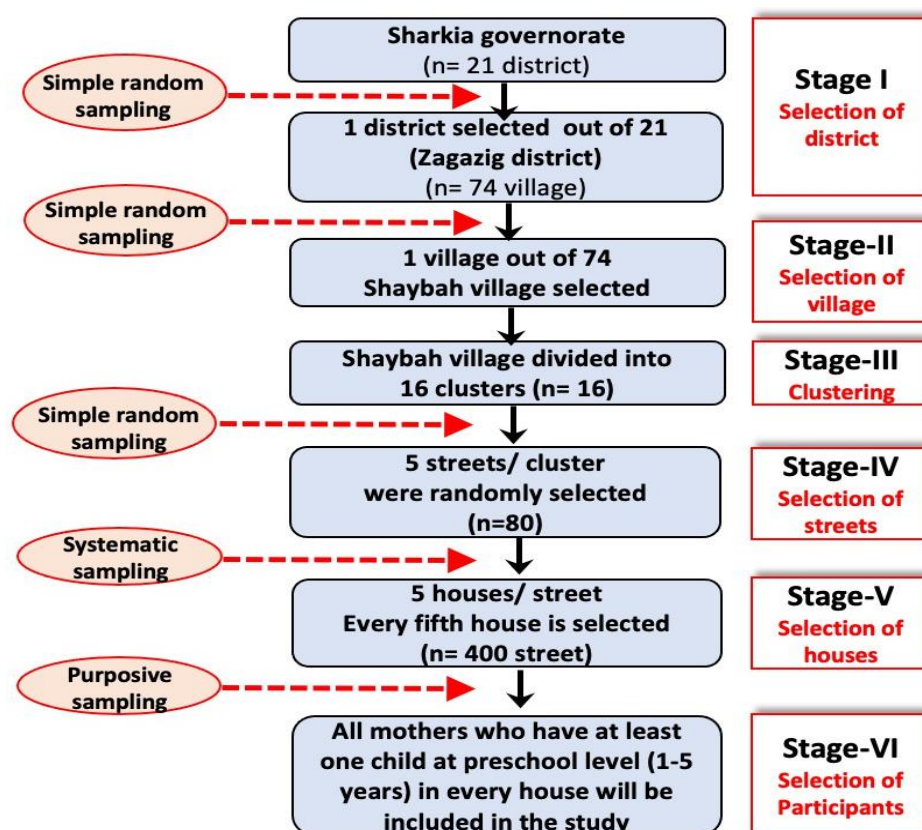 Sharkia governorate
(n= 21 district)
Stage I
Selection of
district
Simple random
sampling
1 district selected out of 21
(Zagazig district)
(n= 74 village)
Simple random
sampling
Stage-II
Selection of
village
1 village out of 74
Shaybah village selected
Shaybah village divided into
16 clusters (n= 16)
Stage-III
Clustering
Simple random
sampling
5 streets/ cluster
were randomly selected
(n=80)
Stage-IV
Selection of
streets
Systematic
sampling
5 houses/ street
Every fifth house is selected
(n= 400 street)
Stage-V
Selection of
houses
Purposive
sampling
All mothers who have at least
one child at preschool level (1-5
years) in every house will be
included in the study
Stage-VI
Selection of
Participants